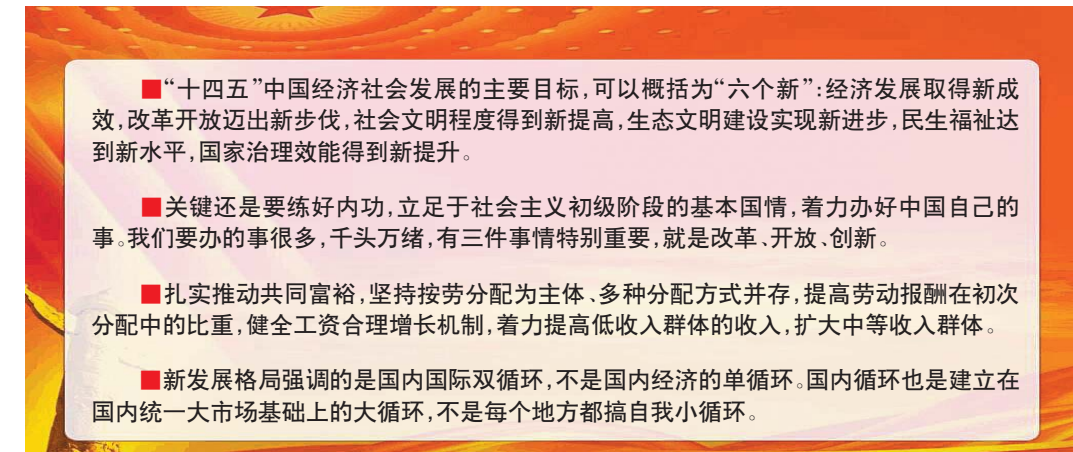 ■“十四五”中国经济社会发展的主要目标,可以概括为“六个新”:经济发展取得新成
效,改革开放迈出新步伐,社会文明程度得到新提高,生态文明建设实现新进步,民生福祉达
到新水平,国家治理效能得到新提升。
■关键还是要练好内功,立足于社会主义初级阶段的基本国情,着力办好中国自己的
事。我们要办的事很多,千头万绪,有三件事情特别重要,就是改革、开放、创新。
■扎实推动共同富裕,坚持按劳分配为主体、多种分配方式并存,提高劳动报酬在初次
分配中的比重,健全工资合理增长机制,着力提高低收入群体的收入,扩大中等收入群体。
■新发展格局强调的是国内国际双循环,不是国内经济的单循环。国内循环也是建立在
国内统一大市场基础上的大循环,不是每个地方都搞自我小循环。